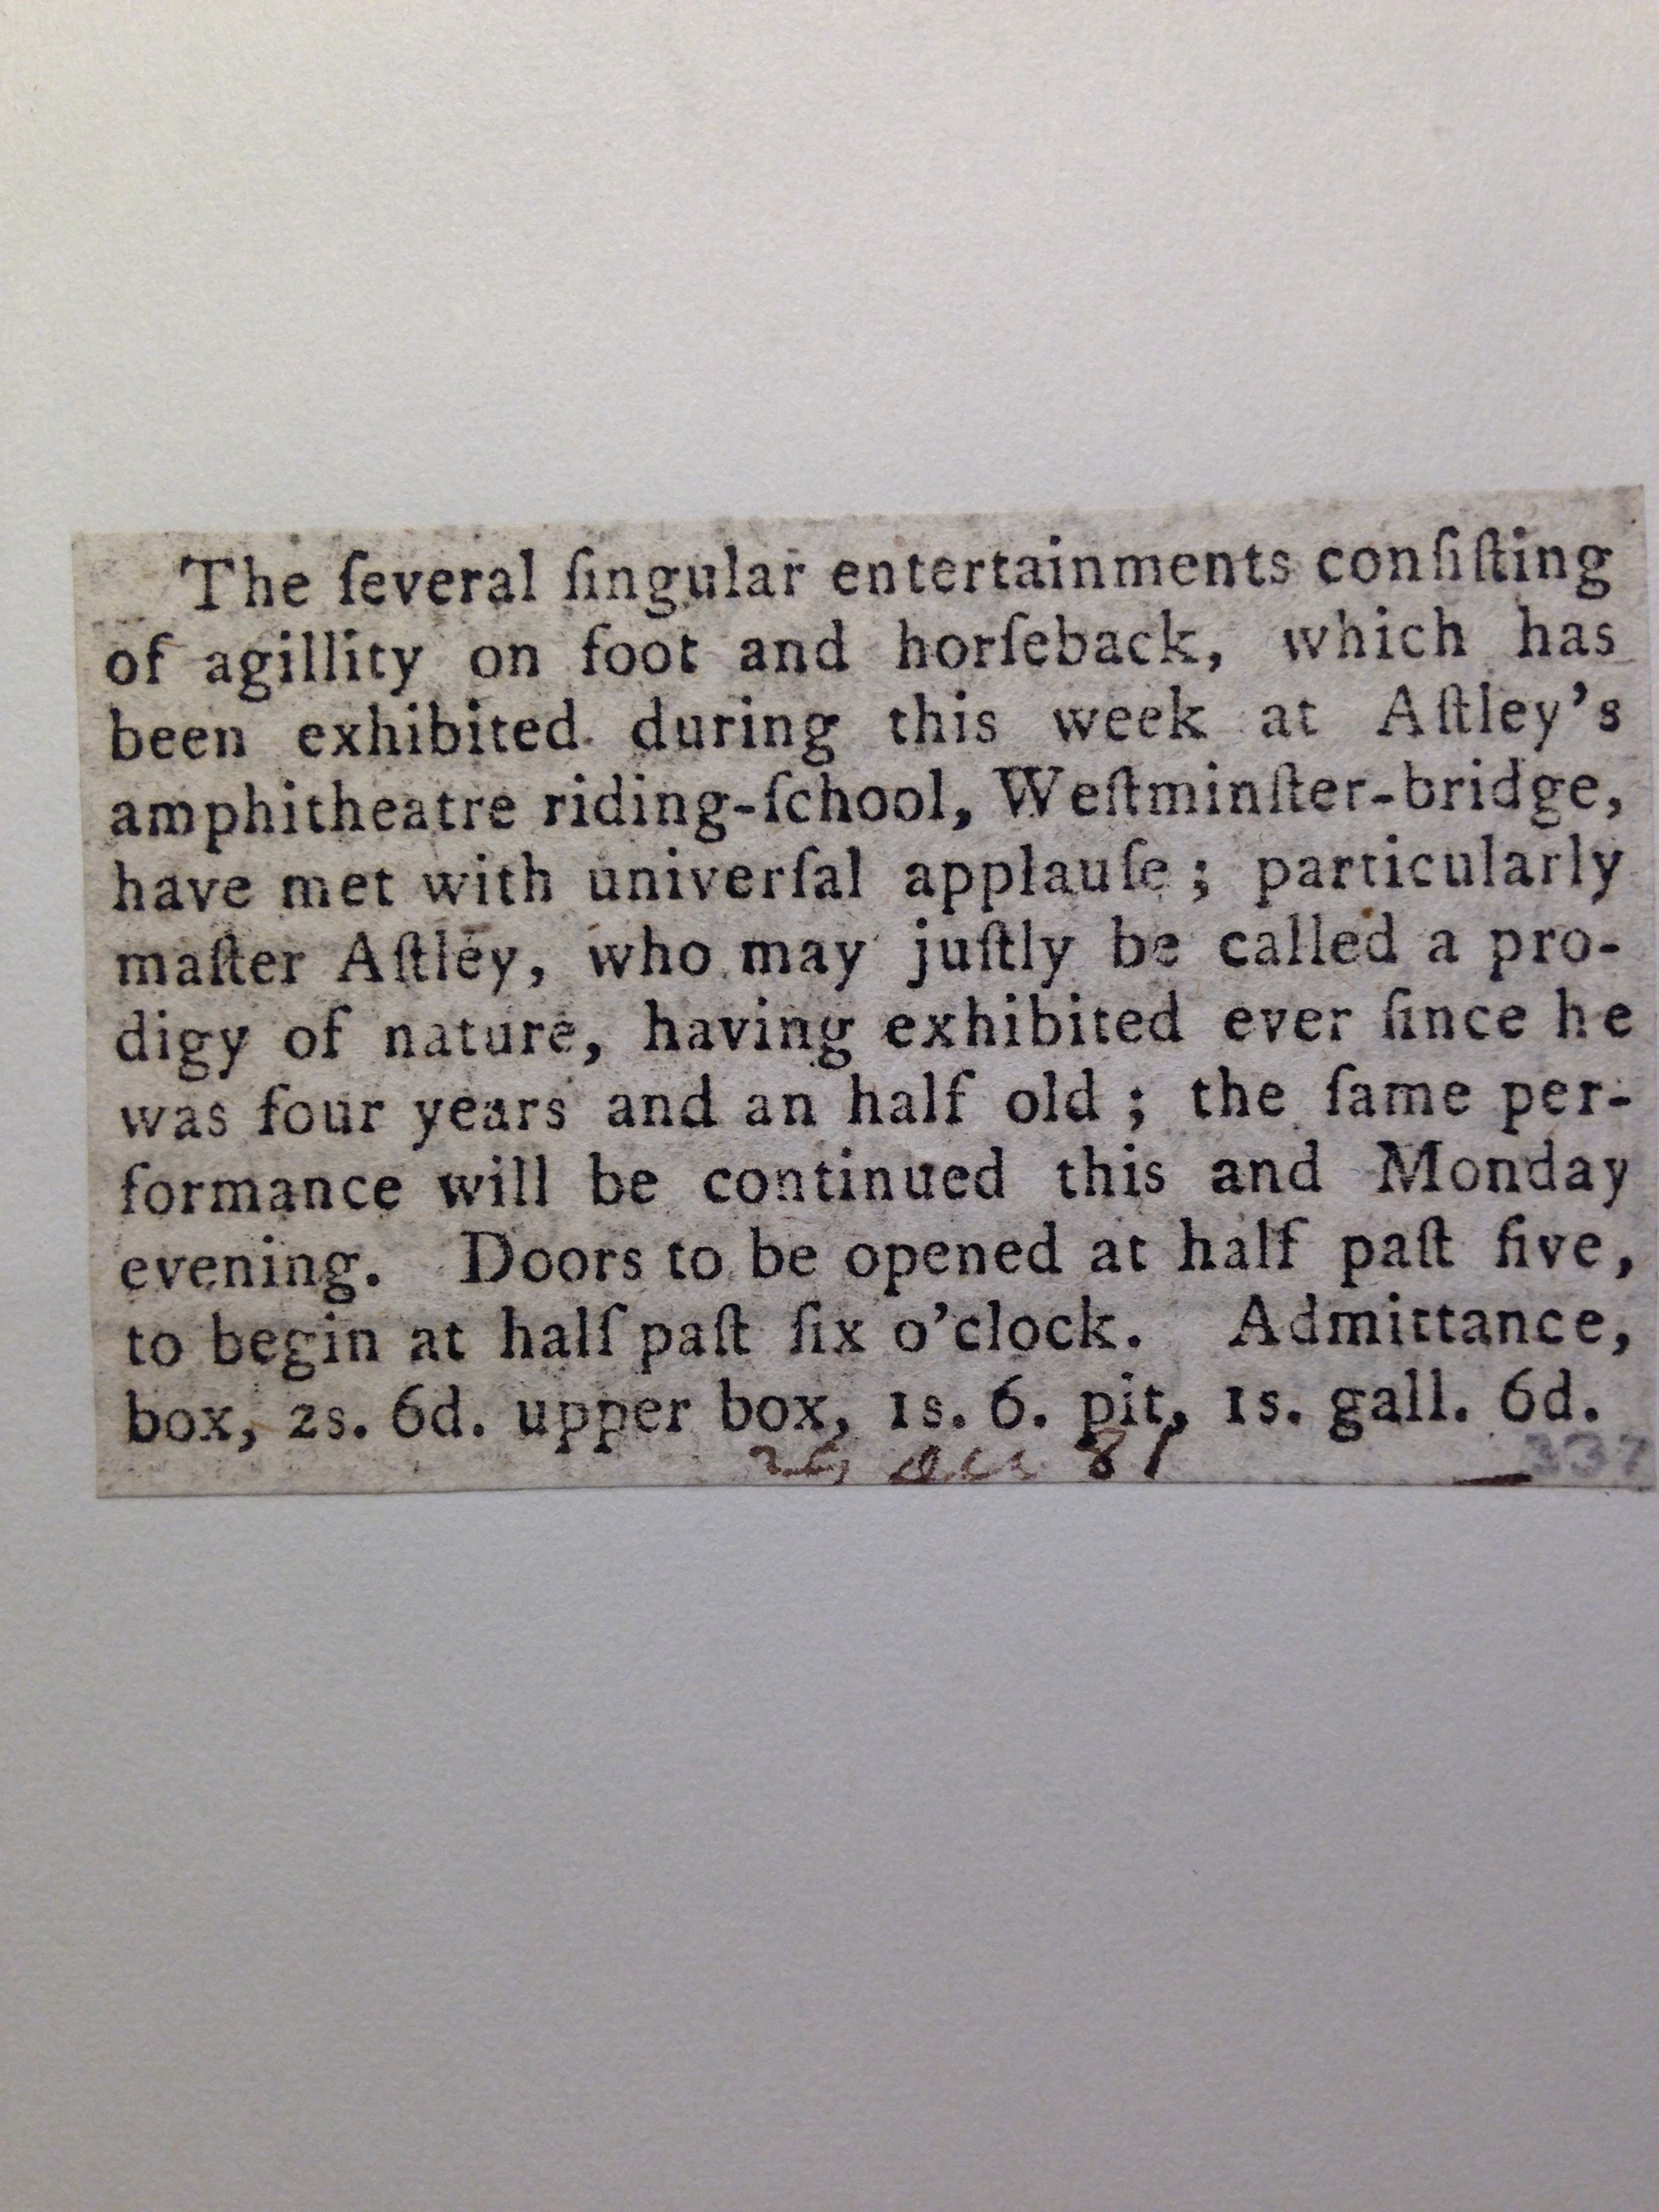 The ſeveral ſingular entertainments conſiſting
of agillity on foot and horſeback, which has
been exhibited during this week at Aſtley's
amphitheatre riding-ſchool, Weſtminſter-bridge,
have met with univerſal applauſe; particularly
maſter Aſtley, who may juſtly be called a pro-
digy of nature, having exhibited ever ſince he
was four years and an half old; the ſame per-
formance will be continued this and Monday
evening. Doors to be opened at half paſt five,
to begin at halſ paſt ſix o'clock. Admittance,
box, 2s. 6d. upper box, 1s. 6. pit, 1s. gall. 6d.
81
337